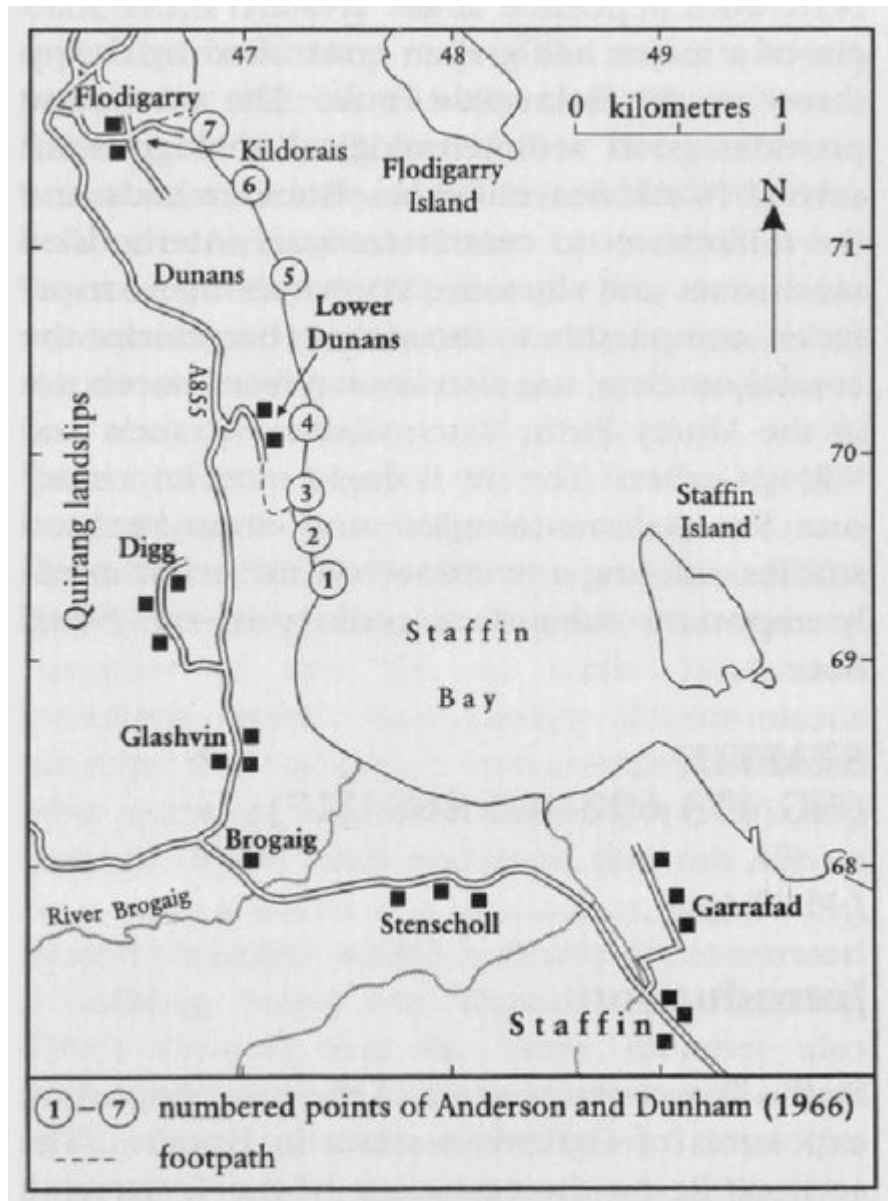 47 48 49
Flodigarry
7
Kildorais
6
0 kilometres 1
Flodigarry
Island
N
71
Dunans
5
Lower
Dunans
A855
4
70
3
Quirang landslips
Staffin
Island
2
Digg
1
Staffin
Bay
69
Glashvin
Brogaig
68
River Brogaig
Stenscholl
Garrafad
Staffin
1–7 numbered points of Anderson and Dunham (1966)
footpath